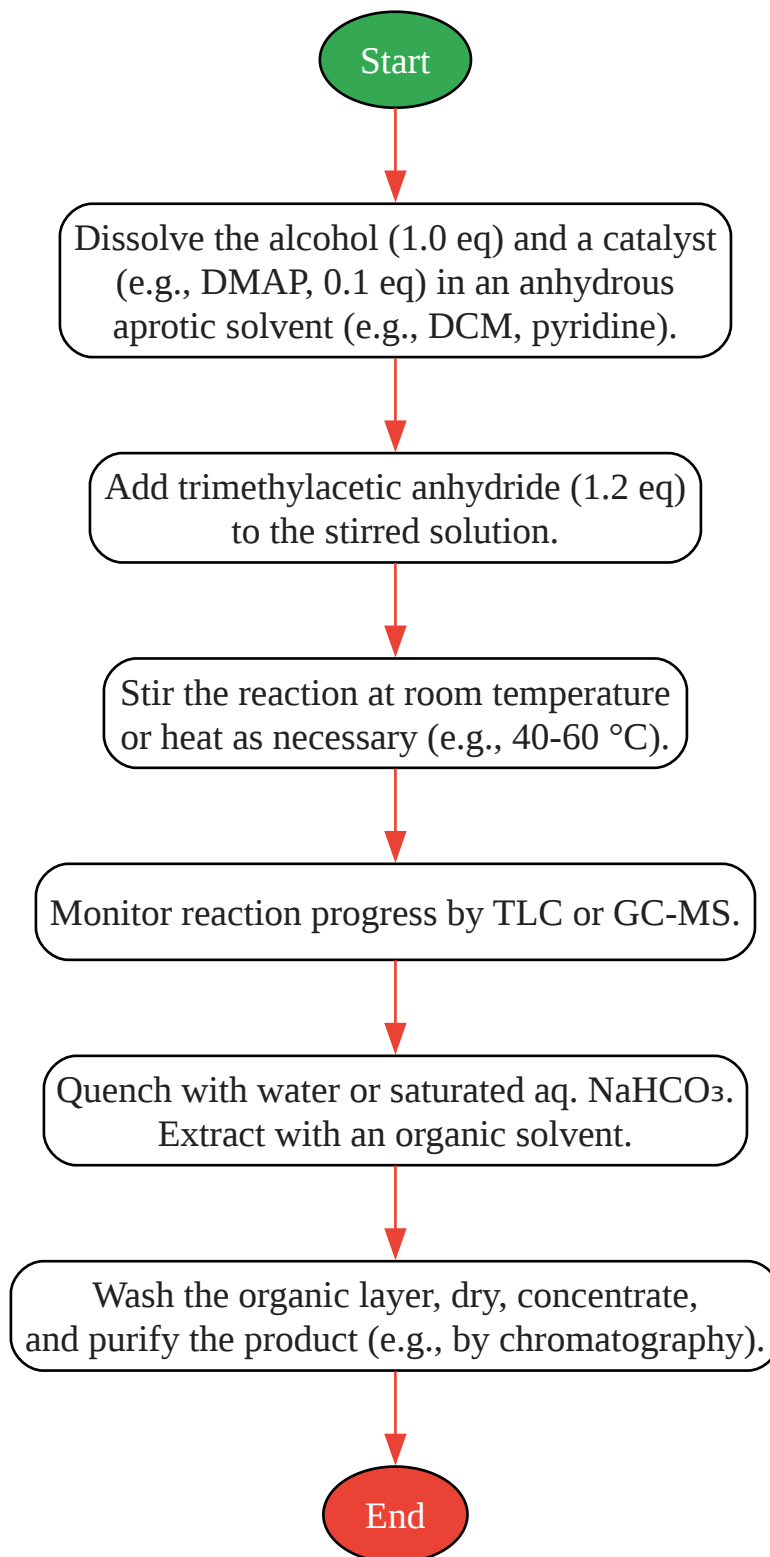 Start
Dissolve the alcohol (1.0 eq) and a catalyst
(e.g., DMAP, 0.1 eq) in an anhydrous
aprotic solvent (e.g., DCM, pyridine).
Add trimethylacetic anhydride (1.2 eq)
to the stirred solution.
Stir the reaction at room temperature
or heat as necessary (e.g., 40-60 °C).
Monitor reaction progress by TLC or GC-MS.
Quench with water or saturated aq. NaHCO₃.
Extract with an organic solvent.
Wash the organic layer, dry, concentrate,
and purify the product (e.g., by chromatography).
End